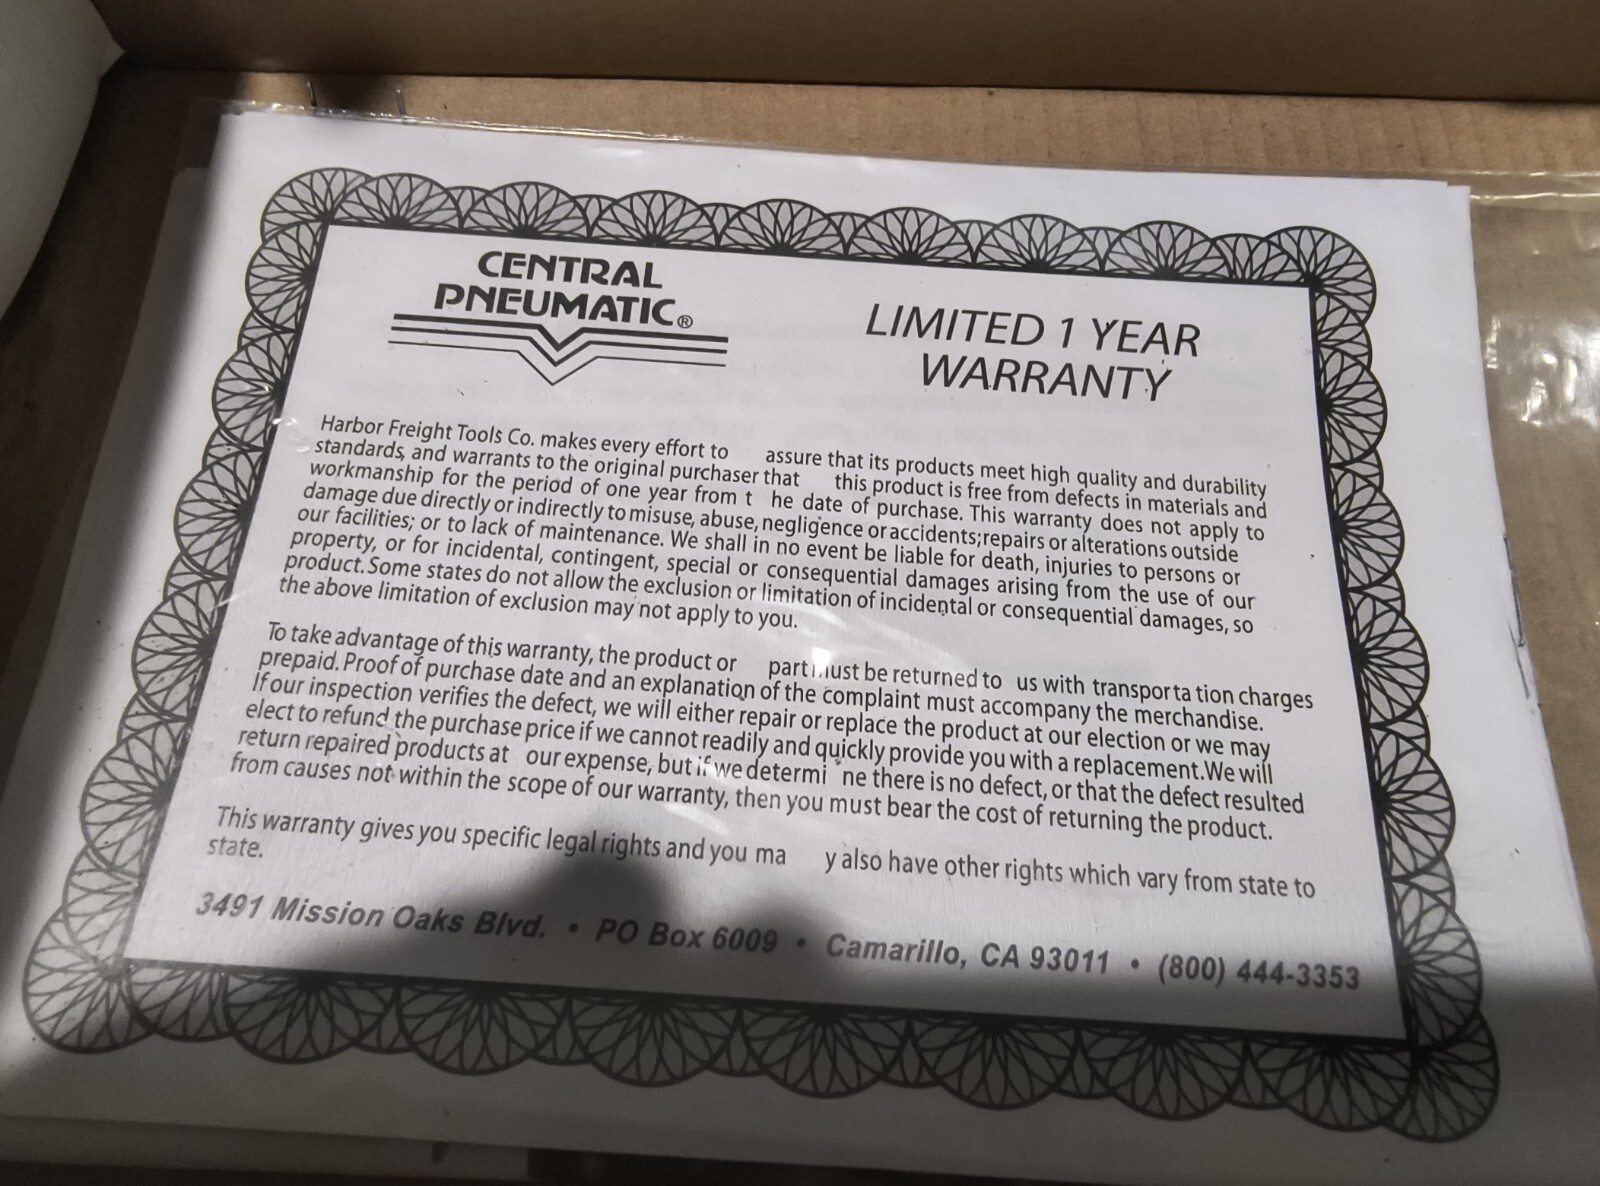 CENTRAL
PNEUMATIC®
LIMITED 1 YEAR
WARRANTY
Harbor Freight Tools Co. makes every effort to assure that its products meet high quality and durability
standards, and warrants to the original purchaser that this product is free from defects in materials and
workmanship for the period of one year from t he date of purchase. This warranty does not apply to
damage due directly or indirectly to misuse, abuse, negligence or accidents; repairs or alterations outside
our facilities; or to lack of maintenance. We shall in no event be liable for death, injuries to persons or
property, or for incidental, contingent, special or consequential damages arising from the use of our
product. Some states do not allow the exclusion or limitation of incidental or consequential damages, so
the above limitation of exclusion may not apply to you.
To take advantage of this warranty, the product or part must be returned to us with transporta tion charges
prepaid. Proof of purchase date and an explanation of the complaint must accompany the merchandise.
If our inspection verifies the defect, we will either repair or replace the product at our election or we may
elect to refund the purchase price if we cannot readily and quickly provide you with a replacement. We will
return repaired products at our expense, but if we determi ne there is no defect, or that the defect resulted
from causes not within the scope of our warranty, then you must bear the cost of returning the product.
This warranty gives you specific legal rights and you ma y also have other rights which vary from state to
state.
3491 Mission Oaks Blvd. • PO Box 6009 • Camarillo, CA 93011 • (800) 444-3353